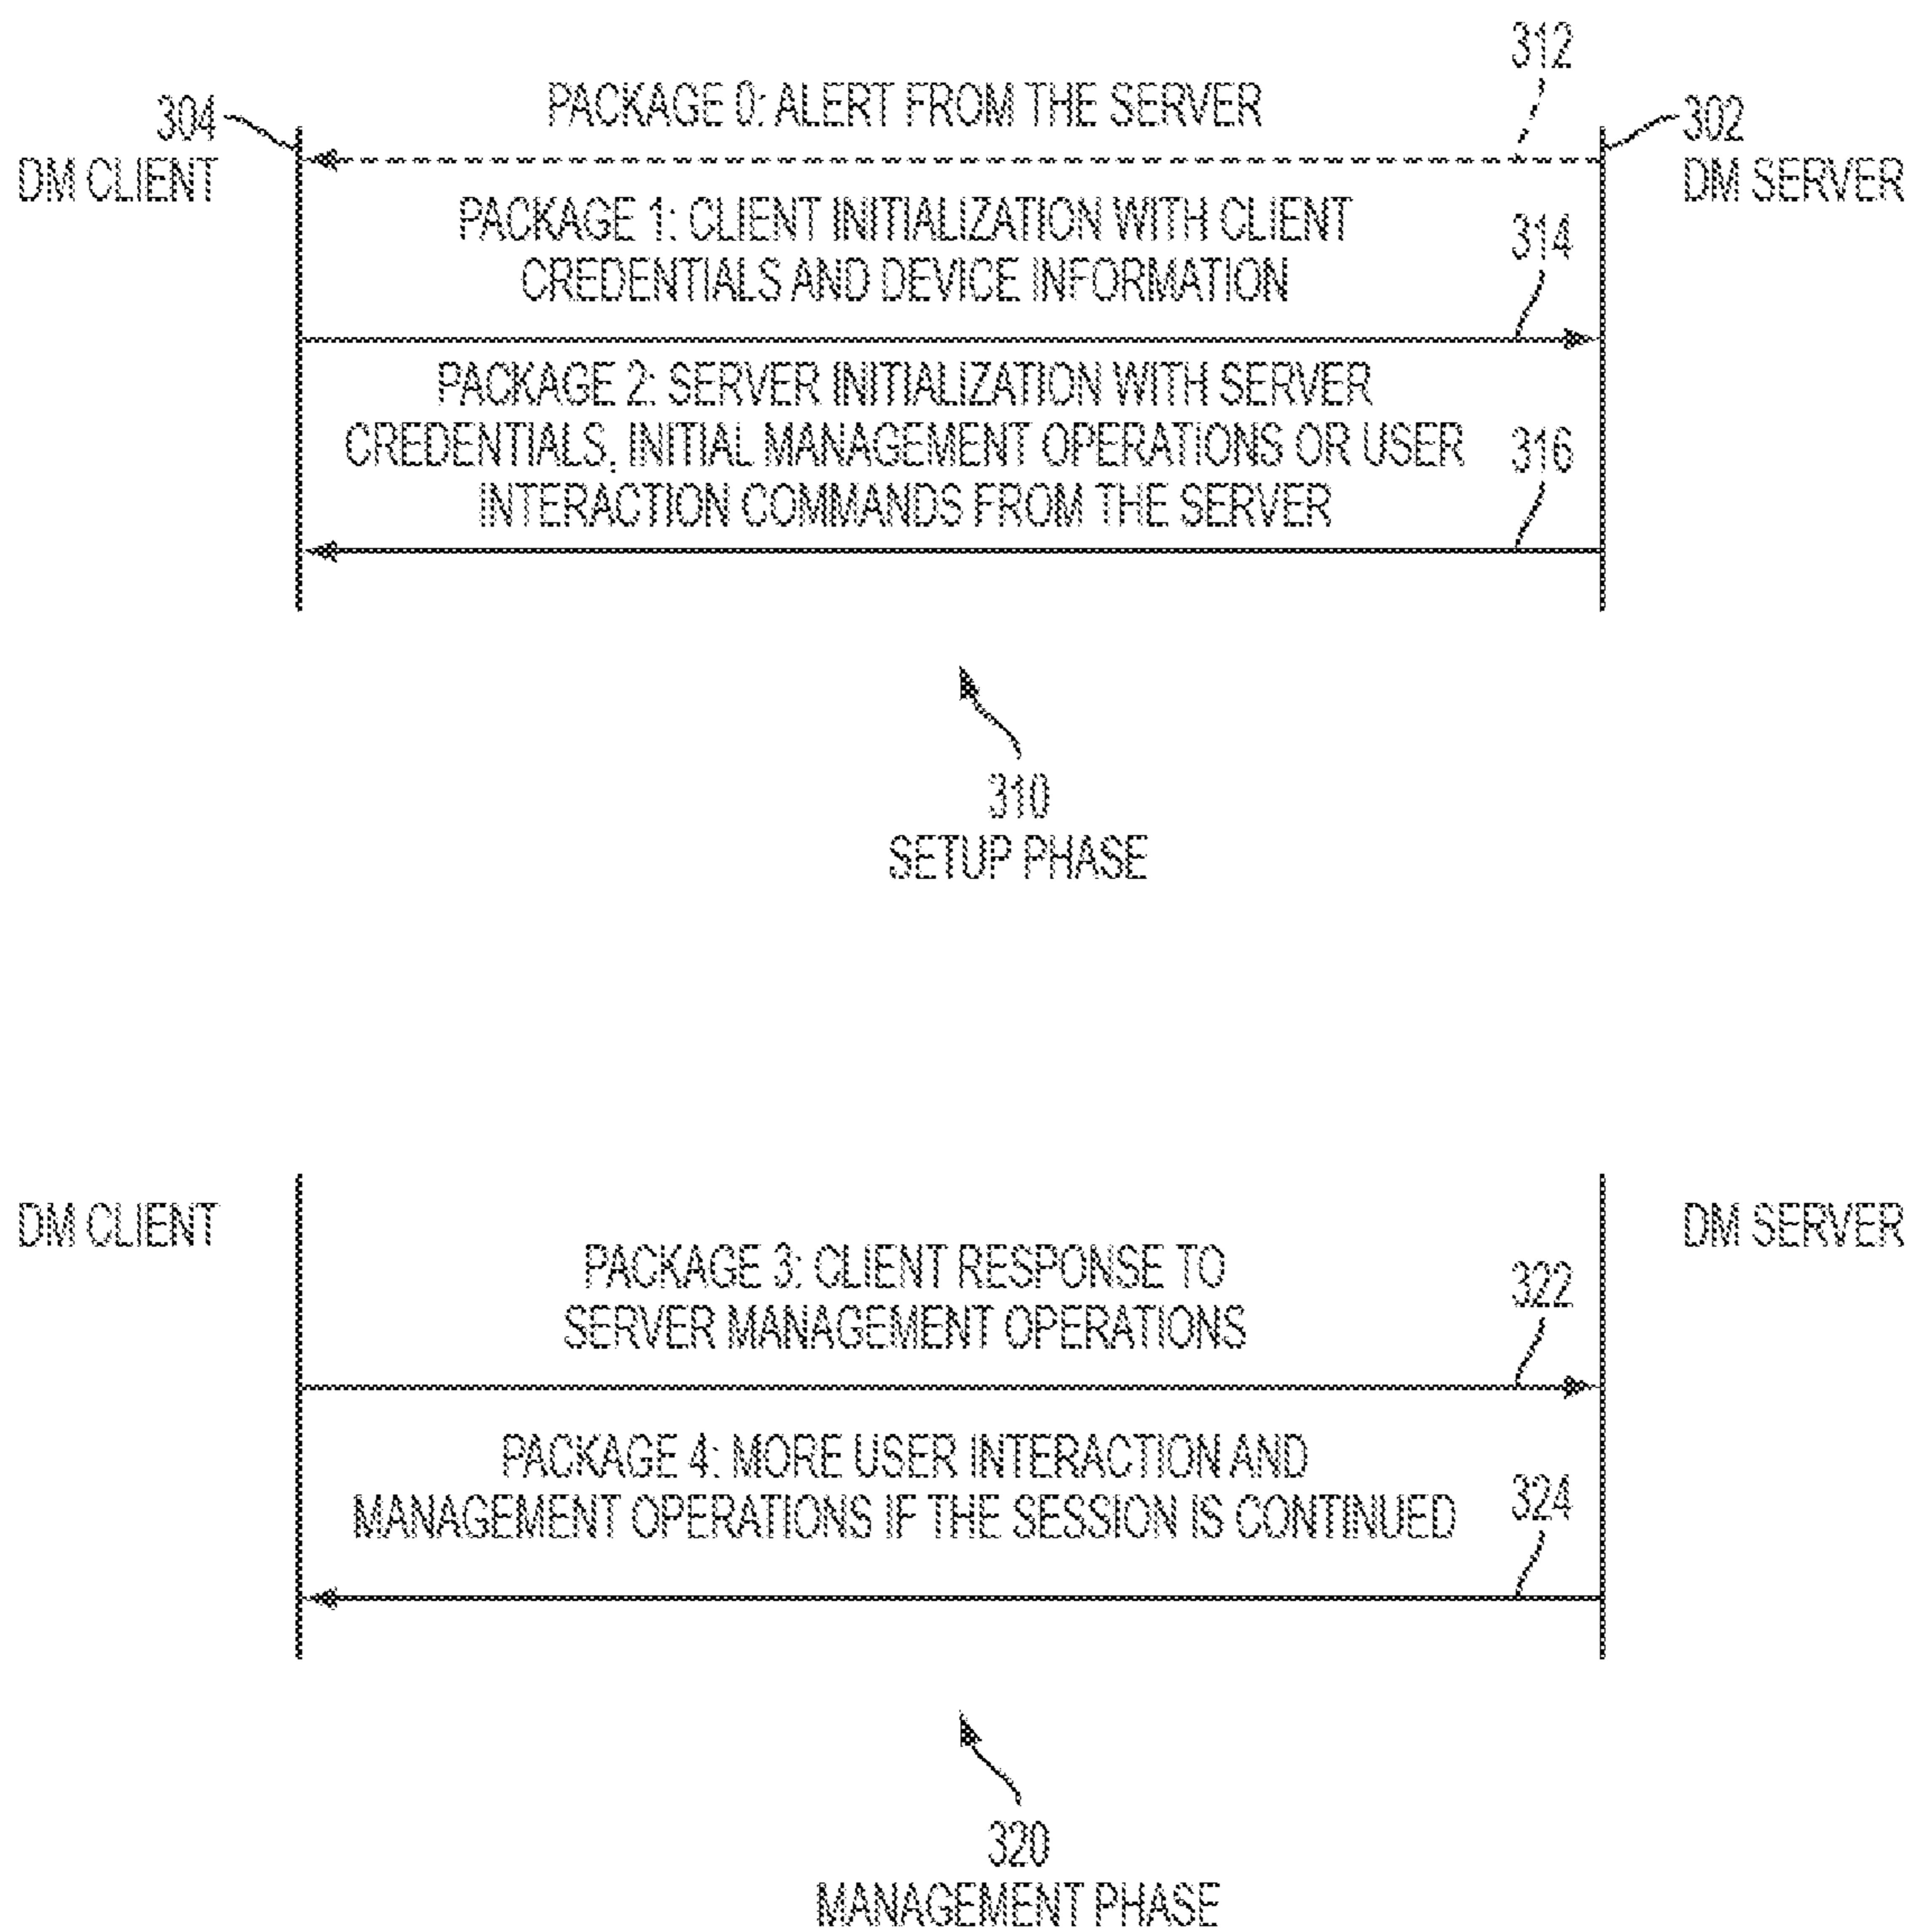 312
PACKAGE 0: ALERT FROM THE SERVER
304
302
DM CLIENT
DM SERVER
PACKAGE 1: CLIENT INITIALIZATION WITH CLIENT
314
CREDENTIALS AND DEVICE INFORMATION
PACKAGE 2: SERVER INITIALIZATION WITH SERVER
CREDENTIALS, INITIAL MANAGEMENT OPERATIONS OR USER
316
INTERACTION COMMANDS FROM THE SERVER
310
SETUP PHASE
DM CLIENT
DM SERVER
PACKAGE 3: CLIENT RESPONSE TO
322
SERVER MANAGEMENT OPERATIONS
PACKAGE 4: MORE USER INTERACTION AND
324
MANAGEMENT OPERATIONS IF THE SESSION IS CONTINUED
320
MANAGEMENT PHASE